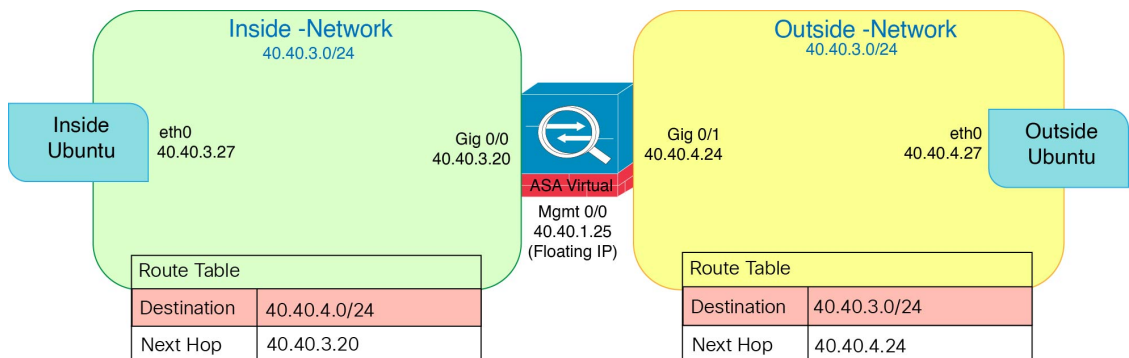 Inside -Network
40.40.3.0/24
Outside -Network
40.40.3.0/24
Inside
Ubuntu
eth0
40.40.3.27
Gig 0/0
40.40.3.20
ASA Virtual
Mgmt 0/0
40.40.1.25
(Floating IP)
Gig 0/1
40.40.4.24
eth0
40.40.4.27
Outside
Ubuntu
Route Table
Destination 40.40.4.0/24
Next Hop 40.40.3.20
Route Table
Destination 40.40.3.0/24
Next Hop 40.40.4.24